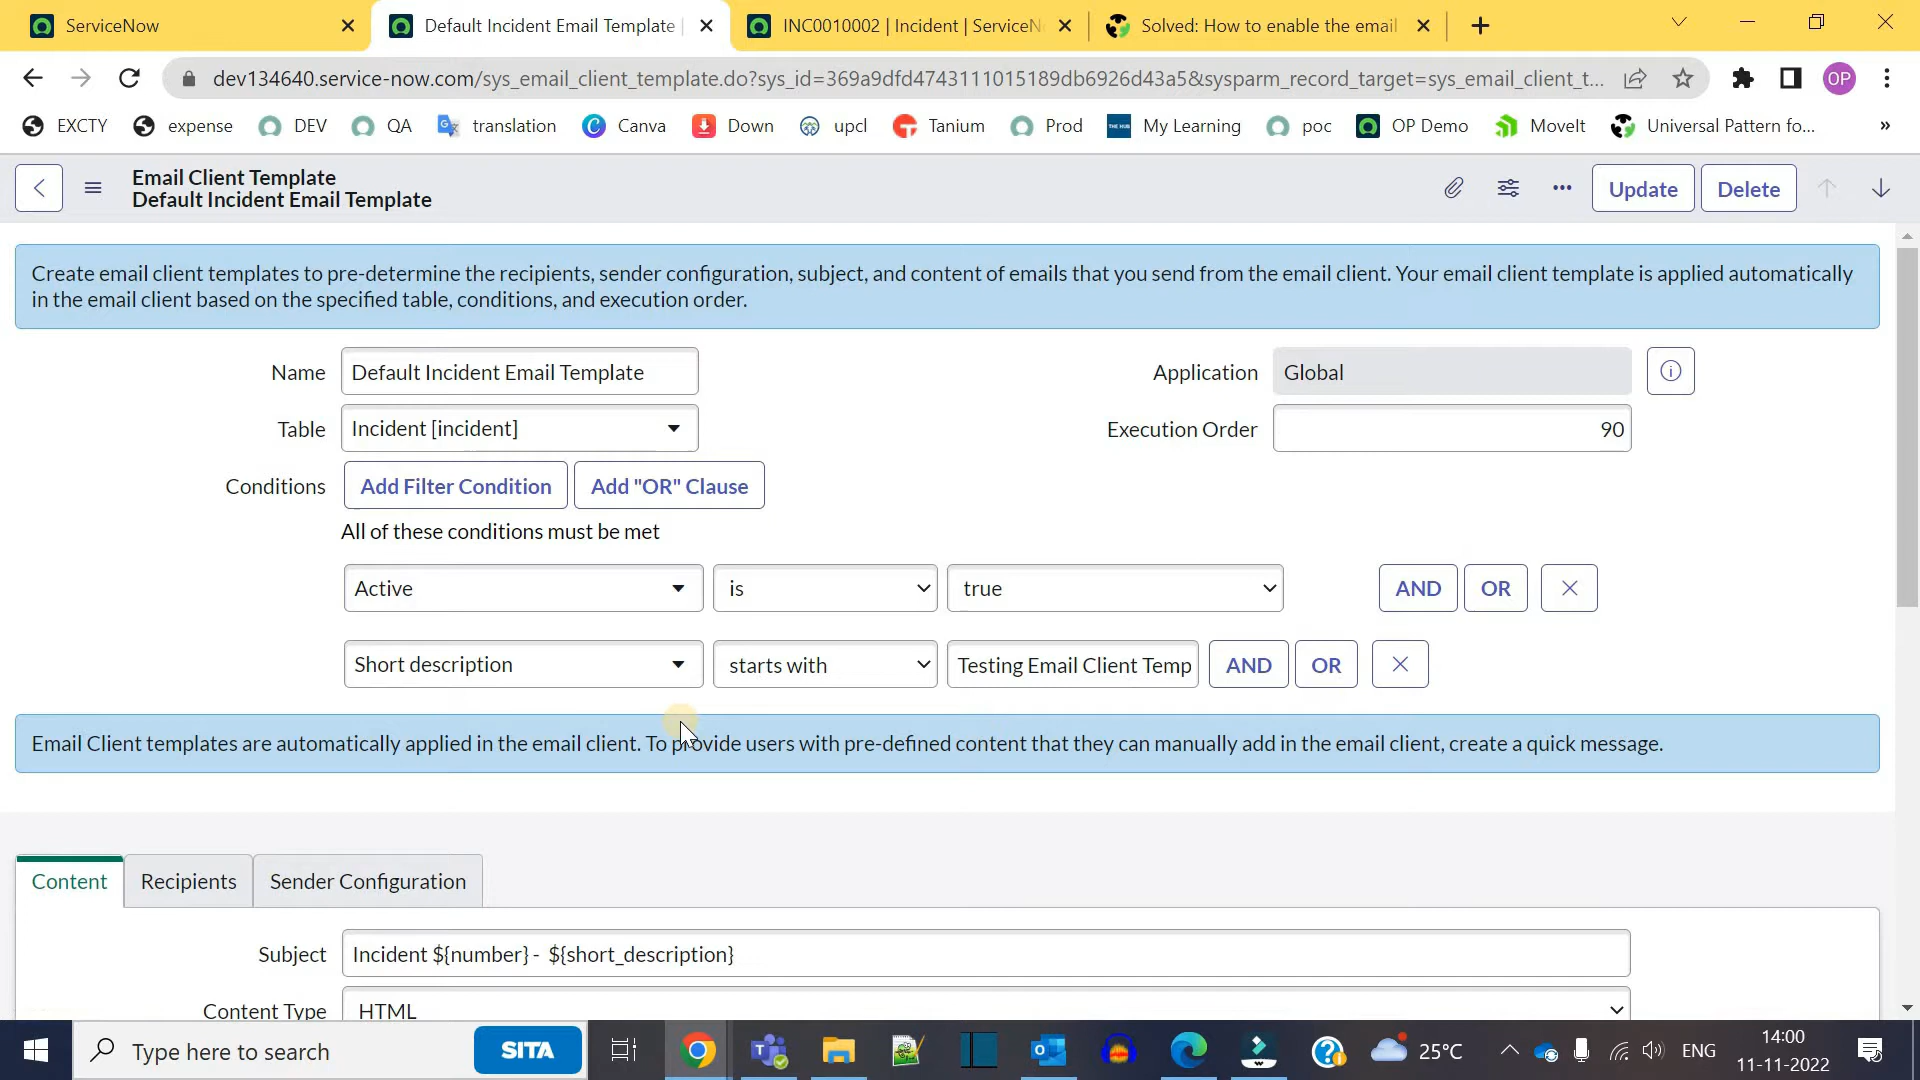 ServiceNow
Default Incident Email Template |
INC0010002 | Incident | ServiceN
Solved: How to enable the email
dev134640.service-now.com/sys_email_client_template.do?sys_id=369a9dfd4743111015189db6926d43a5&sysparm_record_target=sys_email_client_t...
OP
EXCTY
expense
DEV
QA
translation
Canva
Down
upcl
Tanium
Prod
My Learning
poc
OP Demo
MoveIt
Universal Pattern fo...
»
Email Client Template
Default Incident Email Template
Update
Delete
Create email client templates to pre-determine the recipients, sender configuration, subject, and content of emails that you send from the email client. Your email client template is applied automatically
in the email client based on the specified table, conditions, and execution order.
Name
Default Incident Email Template
Application
Global
Table
Incident [incident]
Execution Order
90
Conditions
Add Filter Condition
Add "OR" Clause
All of these conditions must be met
Active
is
true
AND
OR
Short description
starts with
Testing Email Client Temp
AND
OR
Email Client templates are automatically applied in the email client. To provide users with pre-defined content that they can manually add in the email client, create a quick message.
Content
Recipients
Sender Configuration
Subject
Incident ${number} - ${short_description}
Content Type
HTML
Type here to search
SITA
25°C
ENG
14:00
11-11-2022